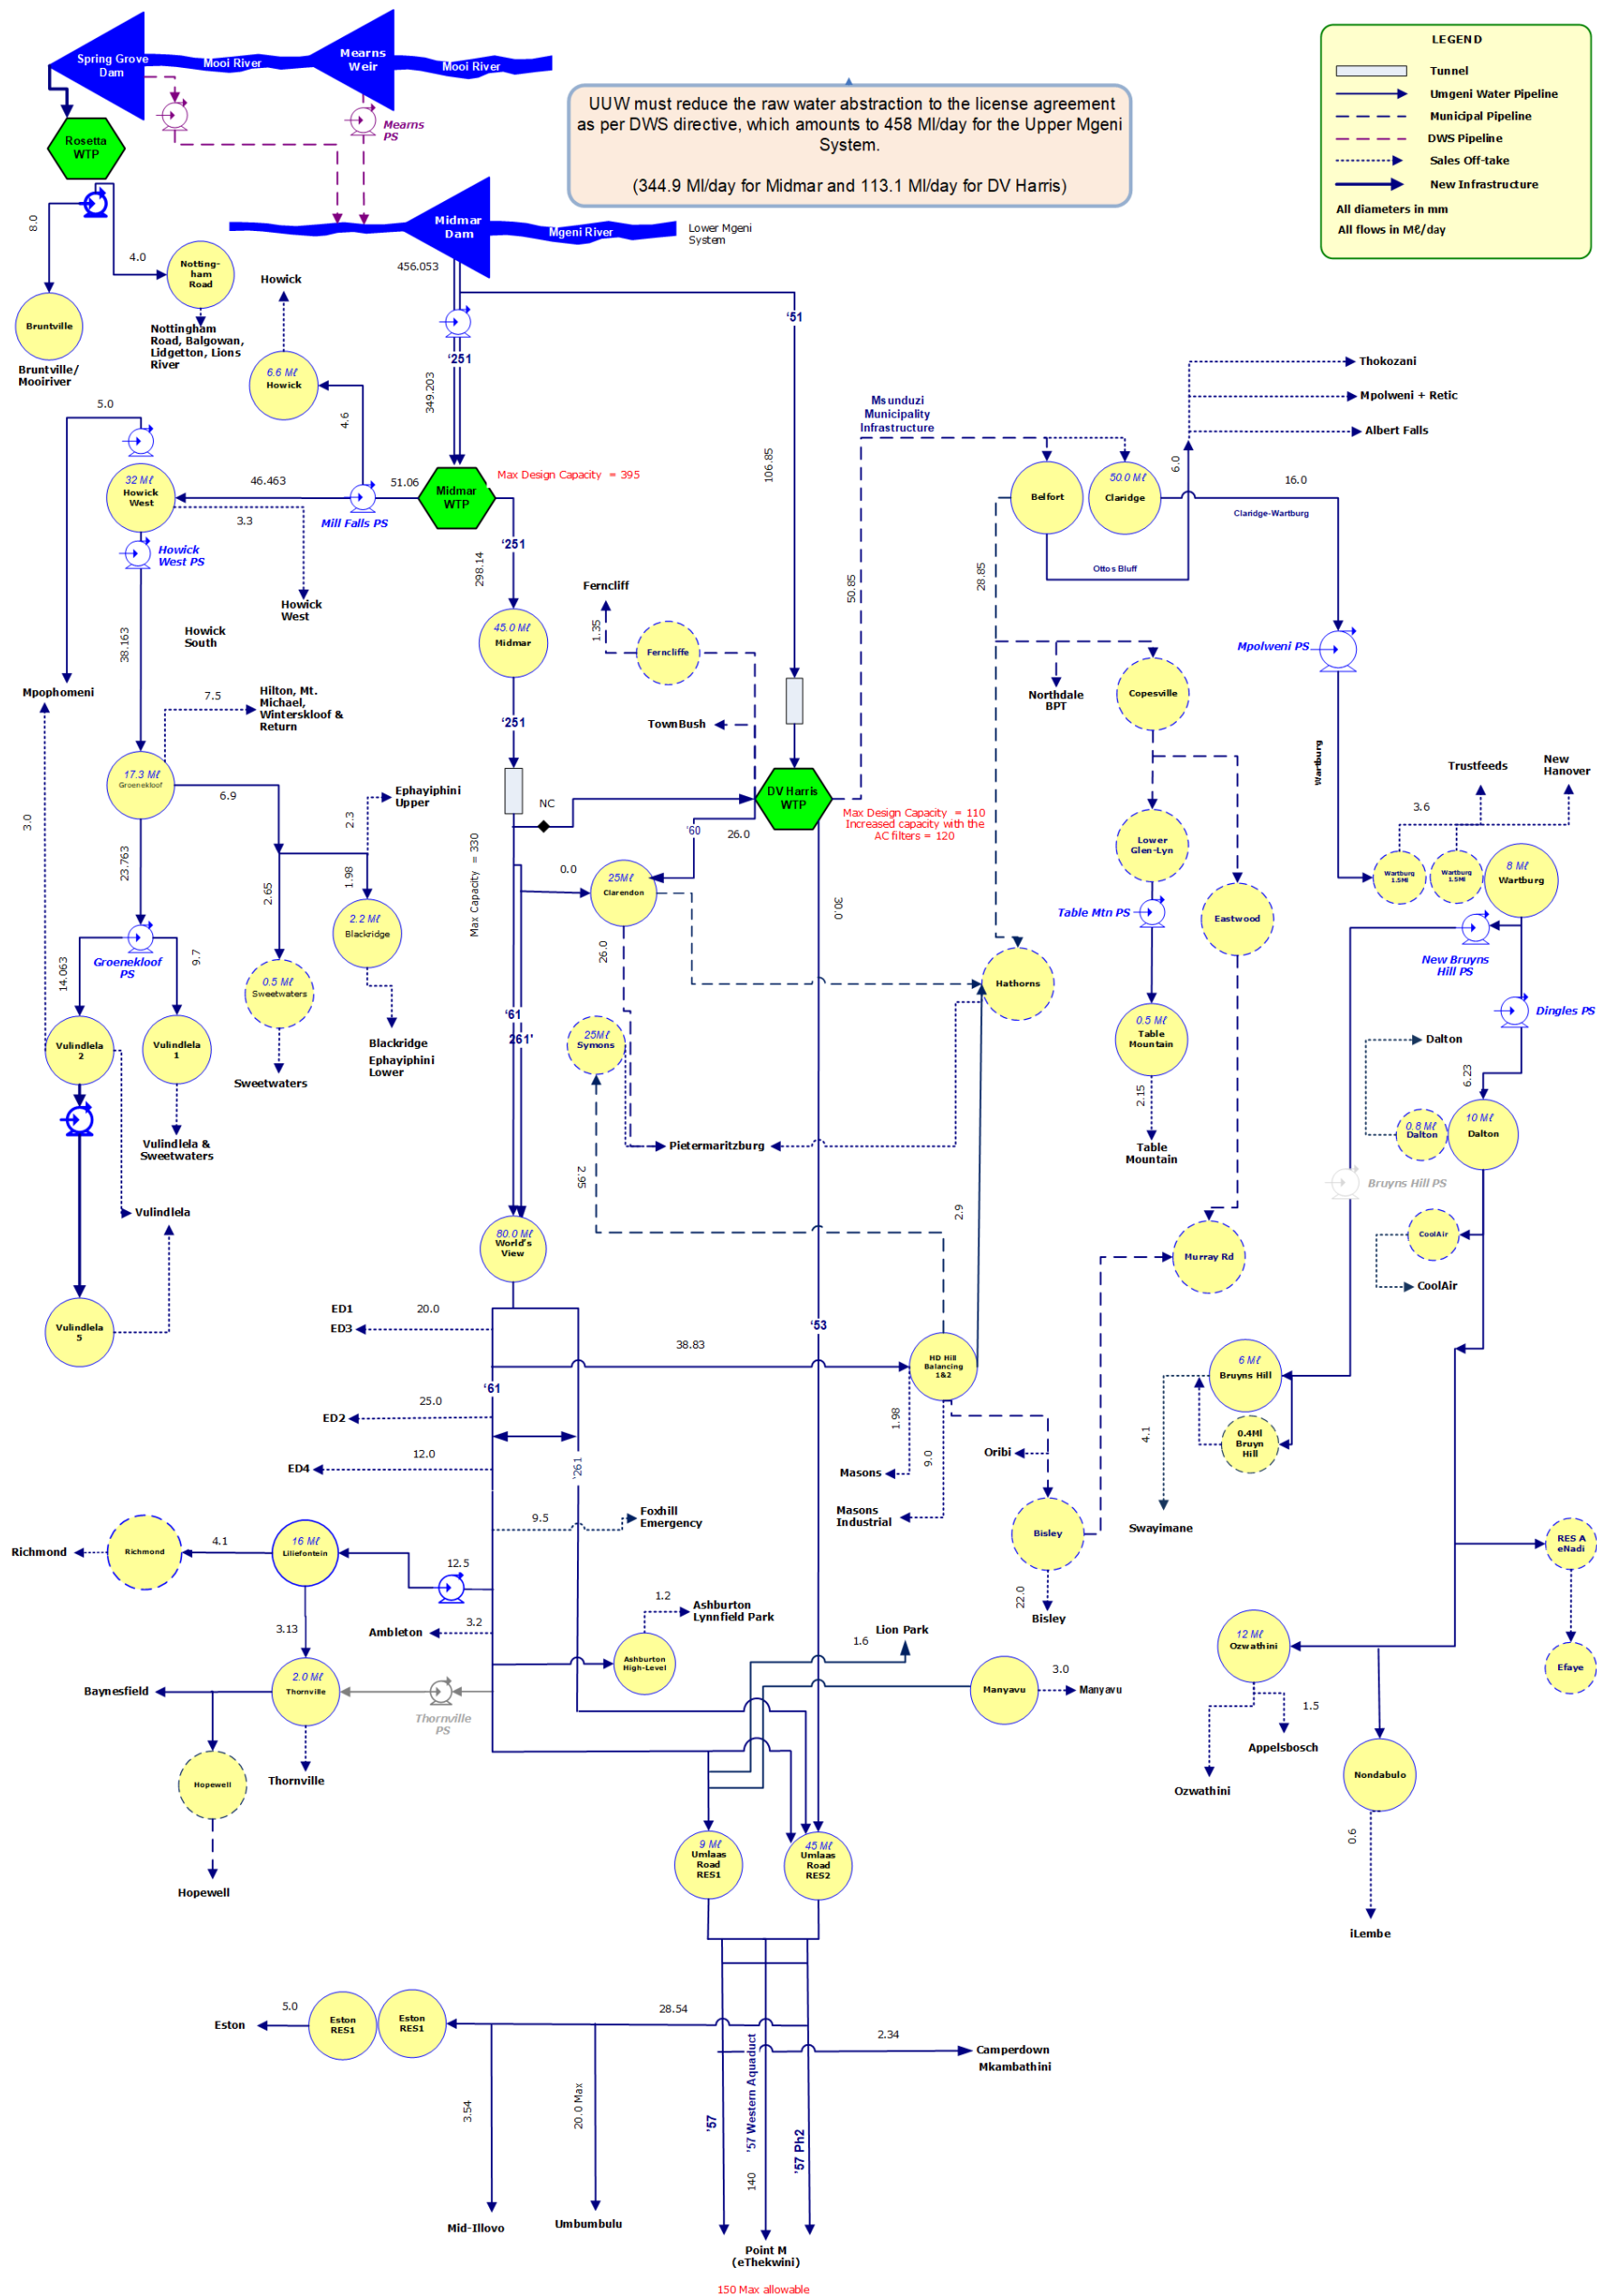 Spring Grove
Dam
Mooi River
Mearns
Weir
Mooi River
Mearns
PS
Rosetta
WTP
UUW must reduce the raw water abstraction to the license agreement
as per DWS directive, which amounts to 458 Ml/day for the Upper Mgeni
System.
(344.9 Ml/day for Midmar and 113.1 Ml/day for DV Harris)
LEGEND
Tunnel
Umgeni Water Pipeline
Municipal Pipeline
DWS Pipeline
Sales Off-take
New Infrastructure
All diameters in mm
All flows in Mℓ/day
8.0
4.0
Notting-
ham
Road
Nottingham
Road, Balgowan,
Lidgetton, Lions
River
Bruntville
Bruntville/
Mooiriver
Midmar
Dam
Mgeni River
Lower Mgeni
System
456.053
'51
'251
349.203
106.85
Howick
6.6 Mℓ
Howick
4.6
5.0
32 Mℓ
Howick
West
46.463
51.06
Mill Falls PS
3.3
Midmar
WTP
Max Design Capacity = 395
Howick
West PS
Howick
West
Howick
South
38.163
Mpophomeni
7.5
Hilton, Mt.
Michael,
Winterskloof &
Return
17.3 Mℓ
Groenekloof
6.9
3.0
23.763
2.3
Ephayiphini
Upper
2.65
1.98
2.2 Mℓ
Blackridge
Groenekloof
PS
14.063
9.7
0.5 Mℓ
Sweetwaters
Sweetwaters
Blackridge
Ephayiphini
Lower
Vulindlela
2
Vulindlela
1
Vulindlela &
Sweetwaters
Vulindlela
Vulindlela
5
'251
298.14
45.0 Mℓ
Midmar
'251
NC
Max Capacity = 330
Ferncliff
1.35
Ferncliffe
TownBush
DV Harris
WTP
Max Design Capacity = 110
Increased capacity with the
AC filters = 120
'60
26.0
0.0
25Mℓ
Clarendon
26.0
30.0
'61
261'
25Mℓ
Symons
Pietermaritzburg
2.95
Msunduzi
Municipality
Infrastructure
50.85
Belfort
50.0 Mℓ
Claridge
28.85
Ottos Bluff
6.0
Thokozani
Mpolweni + Retic
Albert Falls
16.0
Claridge-Wartburg
Mpolweni PS
Wartburg
Northdale
BPT
Copesville
Lower
Glen-Lyn
Table Mtn PS
Eastwood
0.5 Mℓ
Table
Mountain
2.15
Table
Mountain
Hathorns
Murray Rd
Trustfeeds
New
Hanover
3.6
Wartburg
1.5Ml
Wartburg
1.5Ml
8 Mℓ
Wartburg
New Bruyns
Hill PS
Dingles PS
Dalton
6.23
0.8 Mℓ
Dalton
10 Mℓ
Dalton
Bruyns Hill PS
CoolAir
CoolAir
6 Mℓ
Bruyns Hill
0.4Ml
Bruyn
Hill
4.1
Swayimane
RES A
eNadi
Efaye
12 Mℓ
Ozwathini
1.5
Appelsbosch
Ozwathini
Nondabulo
0.6
iLembe
80.0 Mℓ
World's
View
ED1
ED3
20.0
38.83
'61
'53
2.9
HD Hill
Balancing
1&2
ED2
25.0
ED4
12.0
'261
1.98
9.0
Masons
Masons
Industrial
Oribi
Bisley
22.0
Bisley
9.5
Foxhill
Emergency
Richmond
Richmond
4.1
16 Mℓ
Liliefontein
12.5
3.13
Ambleton
3.2
1.2
Ashburton
Lynnfield Park
Ashburton
High-Level
1.6
Lion Park
Manyavu
3.0
Manyavu
Baynesfield
2.0 Mℓ
Thornville
Thornville
PS
Hopewell
Thornville
Hopewell
9 Mℓ
Umlaas
Road
RES1
45 Mℓ
Umlaas
Road
RES2
Eston
5.0
Eston
RES1
Eston
RES1
28.54
2.34
Camperdown
Mkambathini
3.54
20.0 Max
'57
'57 Western Aquaduct
140
'57 Ph2
Mid-Illovo
Umbumbulu
Point M
(eThekwini)
150 Max allowable